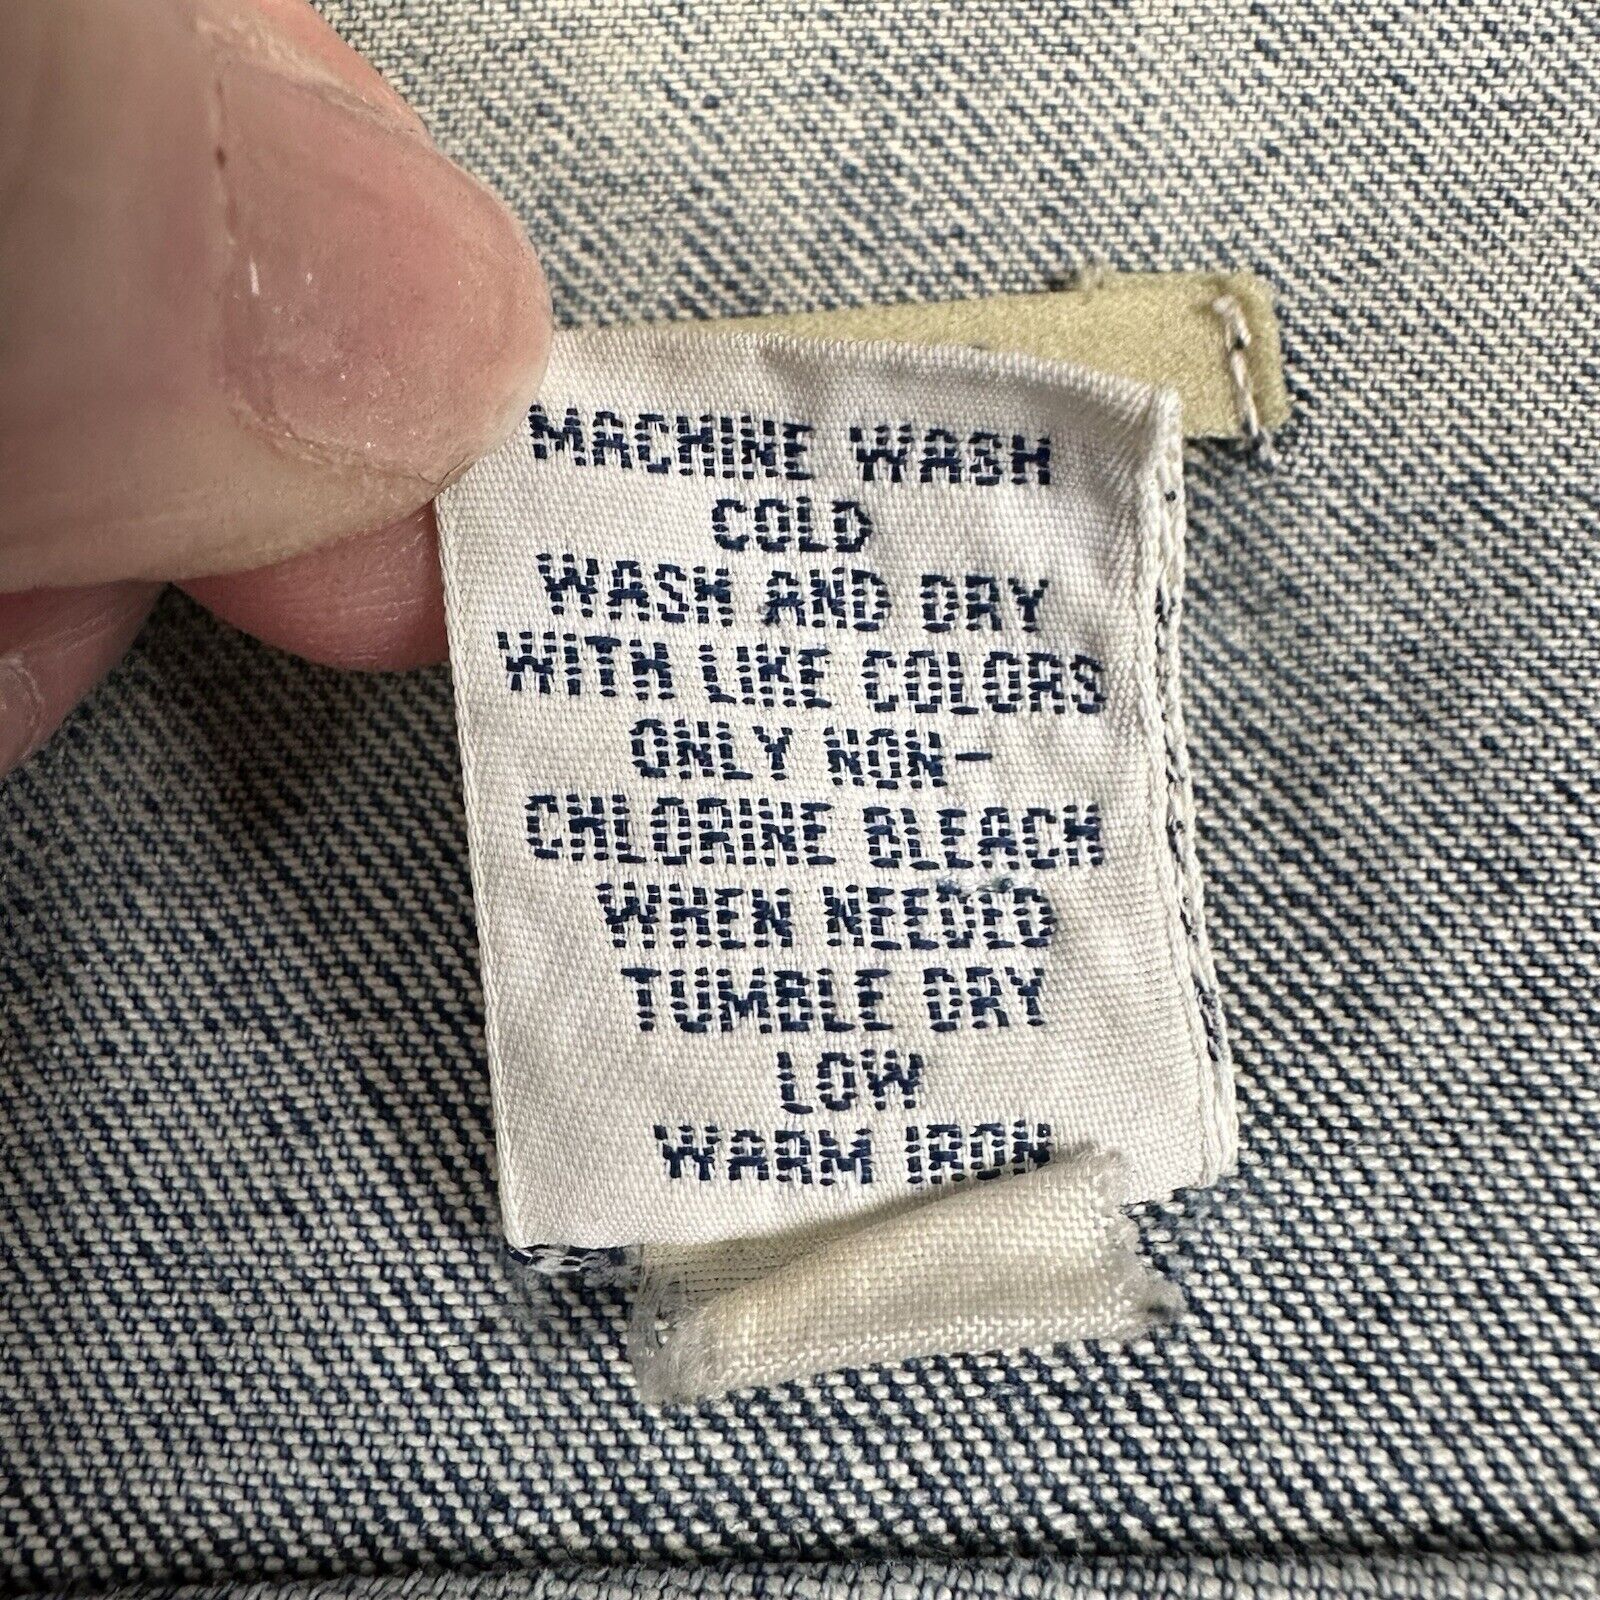 MACHINE WASH
COLD
WASH AND DRY
WITH LIKE COLORS
ONLY NON-
CHLORINE BLEACH
WHEN NEEDED
TUMBLE DRY
LOW
WARM IRON